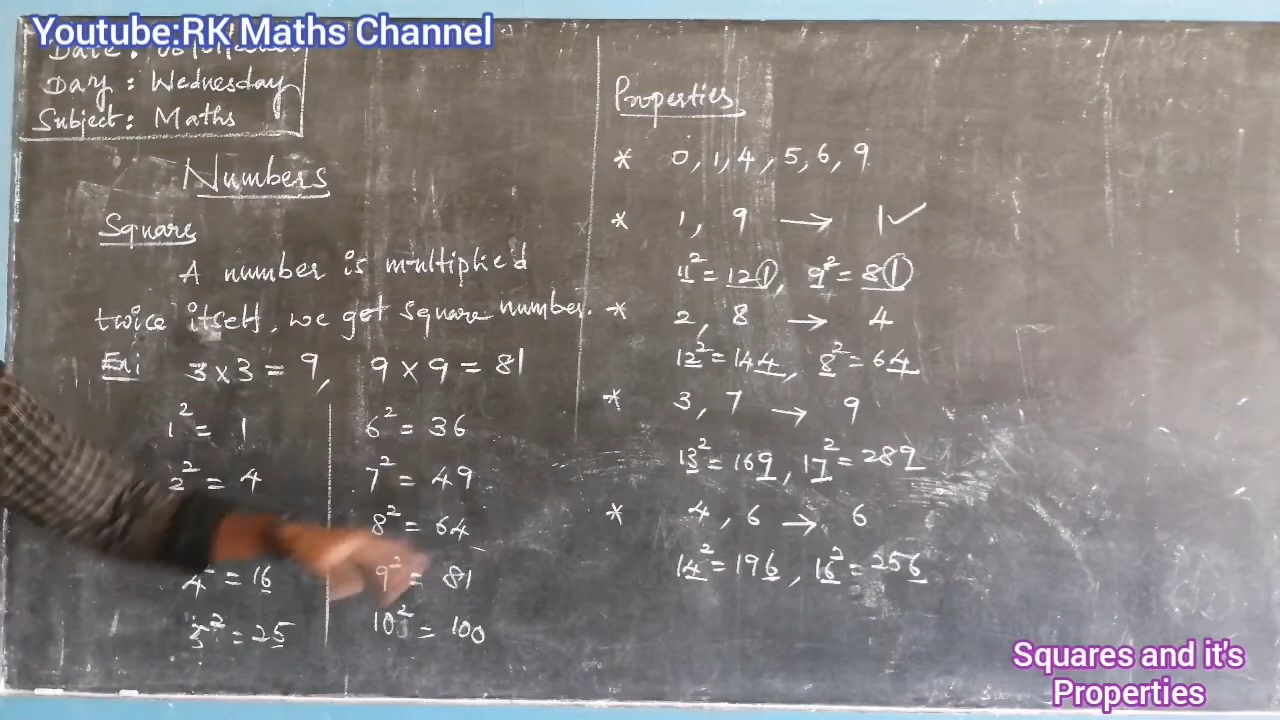 Youtube:RK Maths Channel
Date:
Day: Wednesday
Subject: Maths
Numbers
Square
A number is multiplied
twice itself, we get square number.
Ex: 3×3 = 9, 9 × 9 = 81
1² = 1
2² = 4
4² = 16
5² = 25
6² = 36
7² = 49
8² = 64
9² = 81
10² = 100
Properties
* 0, 1, 4, 5, 6, 9
* 1, 9 → 1✓
11² = 121, 9² = 81
* 2, 8 → 4
12² = 144, 8² = 64
* 3, 7 → 9
13² = 169, 17² = 289
* 4, 6 → 6
14² = 196, 16² = 256
Squares and it's
Properties